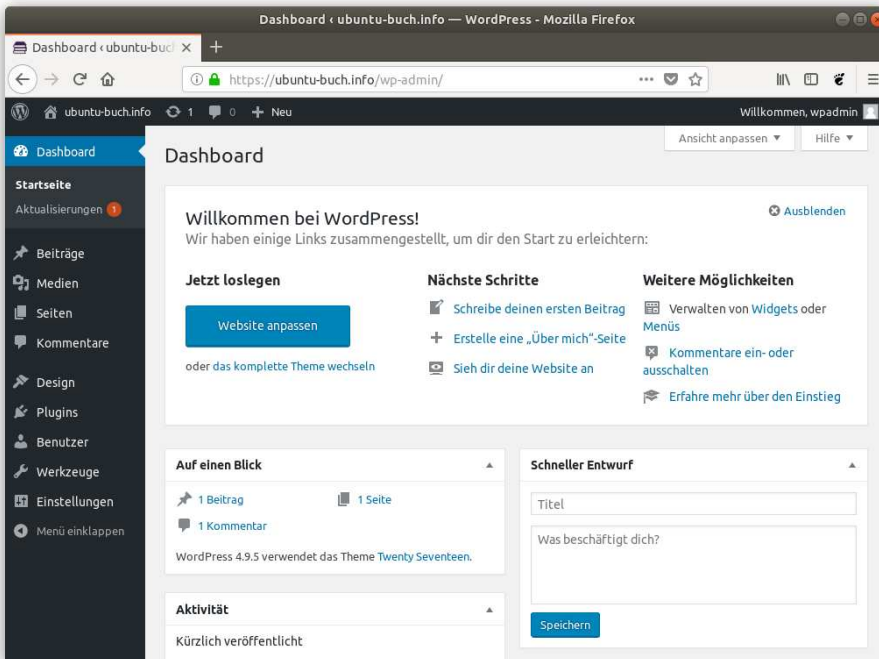 Dashboard ‹ ubuntu-buch.info — WordPress - Mozilla Firefox
Dashboard ‹ ubuntu-buc
https://ubuntu-buch.info/wp-admin/
ubuntu-buch.info 1 0 Neu Willkommen, wpadmin
Ansicht anpassen Hilfe
Dashboard
Startseite
Aktualisierungen 1
Beiträge
Medien
Seiten
Kommentare
Design
Plugins
Benutzer
Werkzeuge
Einstellungen
Menü einklappen
Dashboard
Willkommen bei WordPress!
Ausblenden
Wir haben einige Links zusammengestellt, um dir den Start zu erleichtern:
Jetzt loslegen
Website anpassen
oder das komplette Theme wechseln
Nächste Schritte
Schreibe deinen ersten Beitrag
Erstelle eine „Über mich“-Seite
Sieh dir deine Website an
Weitere Möglichkeiten
Verwalten von Widgets oder
Menüs
Kommentare ein- oder
ausschalten
Erfahre mehr über den Einstieg
Auf einen Blick
1 Beitrag 1 Seite
1 Kommentar
WordPress 4.9.5 verwendet das Theme Twenty Seventeen.
Aktivität
Kürzlich veröffentlicht
Schneller Entwurf
Titel
Was beschäftigt dich?
Speichern